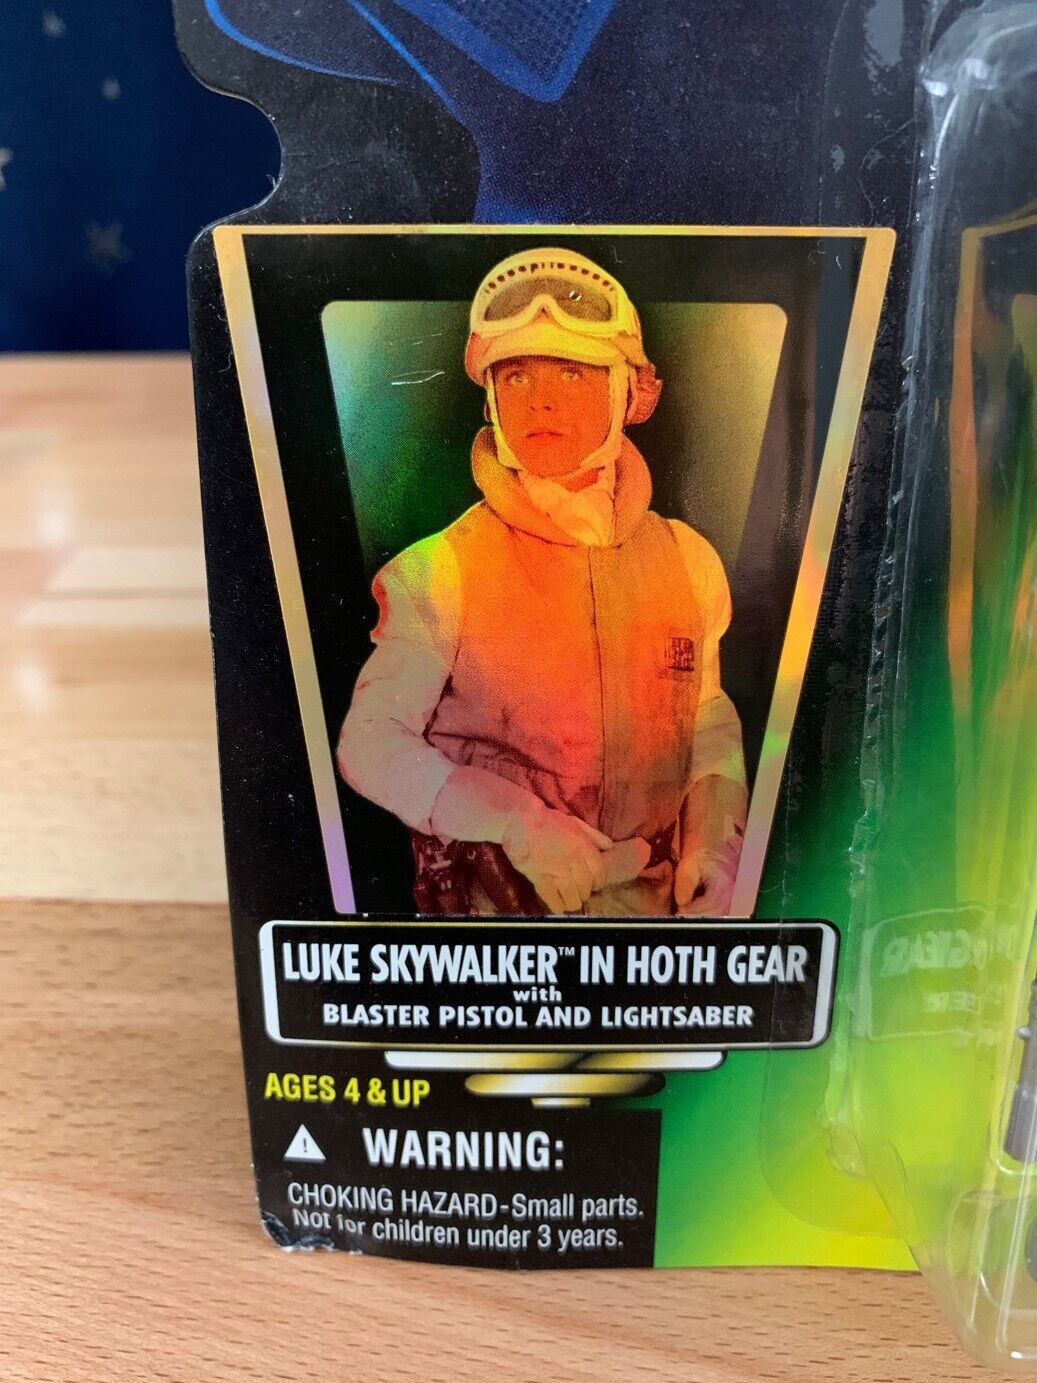 LUKE SKYWALKER™ IN HOTH GEAR
with
BLASTER PISTOL AND LIGHTSABER
AGES 4 & UP
WARNING:
CHOKING HAZARD-Small parts.
Not for children under 3 years.